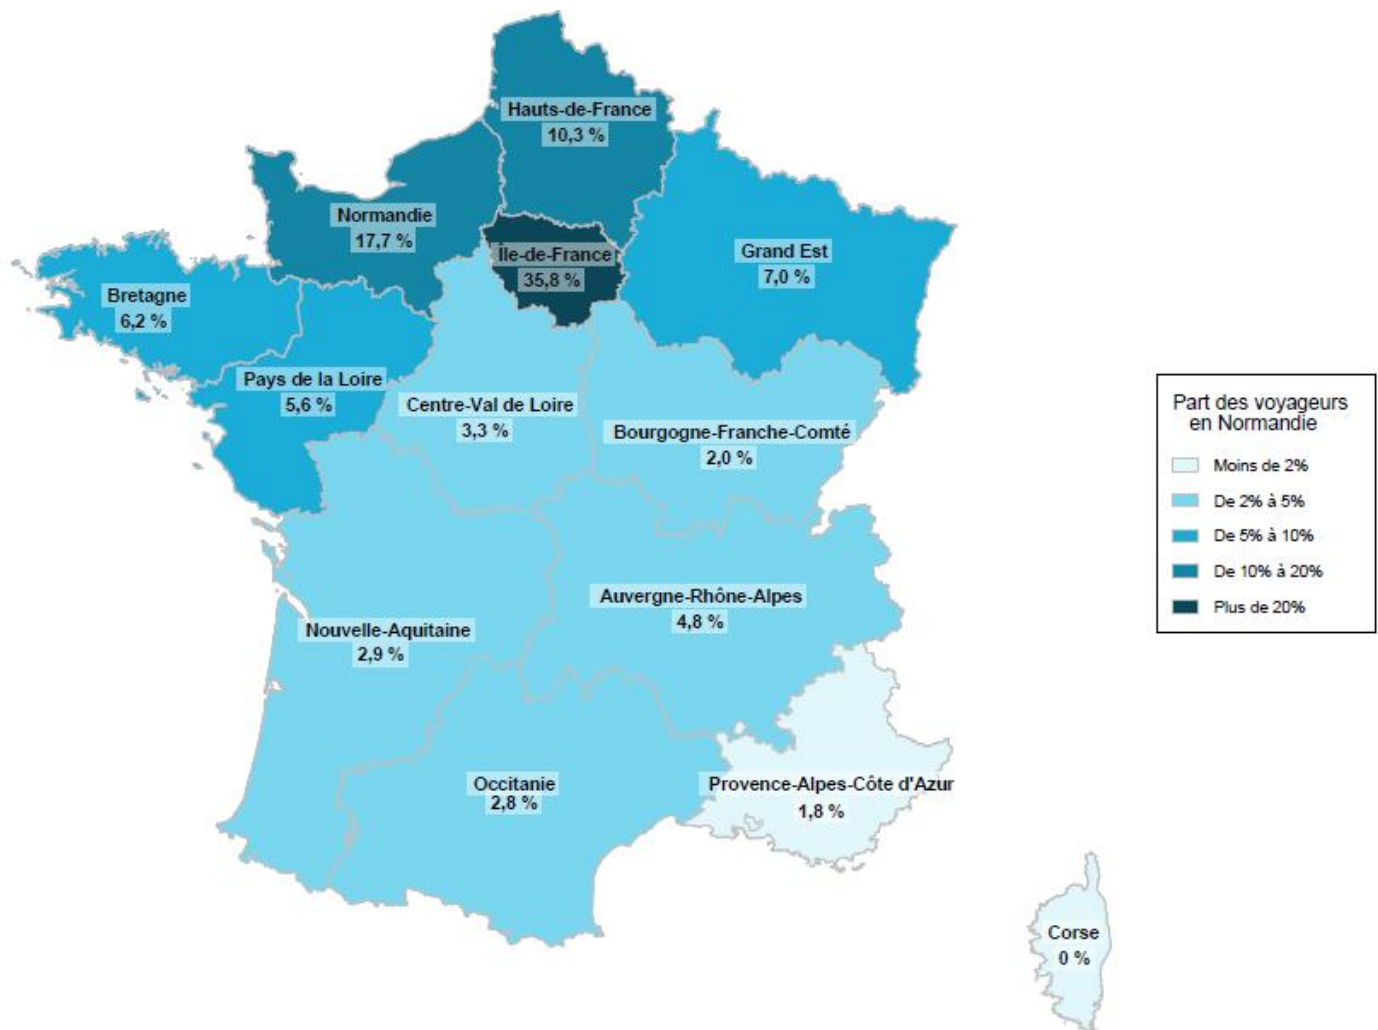 Hauts-de-France
10,3 %
Normandie
17,7 %
Île-de-France
35,8 %
Grand Est
7,0 %
Bretagne
6,2 %
Pays de la Loire
5,6 %
Centre-Val de Loire
3,3 %
Bourgogne-Franche-Comté
2,0 %
Auvergne-Rhône-Alpes
4,8 %
Nouvelle-Aquitaine
2,9 %
Occitanie
2,8 %
Provence-Alpes-Côte d'Azur
1,8 %
Corse
0 %
Part des voyageurs
en Normandie
Moins de 2%
De 2% à 5%
De 5% à 10%
De 10% à 20%
Plus de 20%